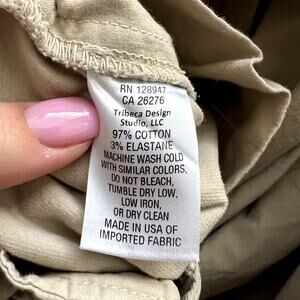 RN 128947
CA 26276
Tribeca Design
Studio, LLC
97% COTTON
3% ELASTANE
MACHINE WASH COLD
WITH SIMILAR COLORS,
DO NOT BLEACH,
TUMBLE DRY LOW,
LOW IRON,
OR DRY CLEAN
MADE IN USA OF
IMPORTED FABRIC